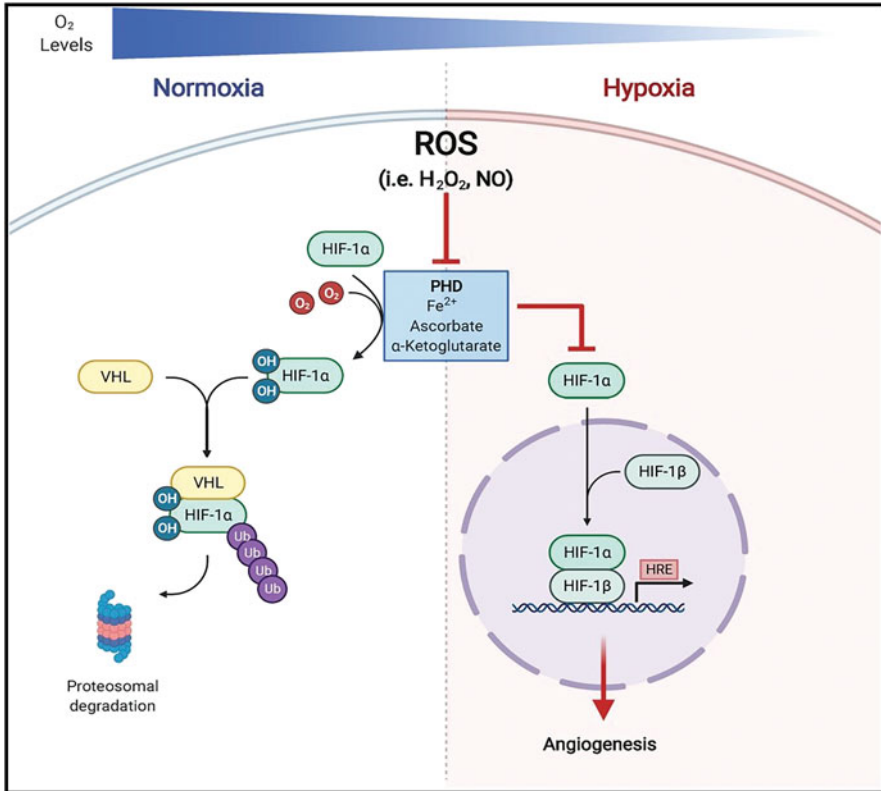 O₂
Levels
Normoxia
Hypoxia
ROS
(i.e. H₂O₂, NO)
HIF-1α
O₂
O₂
PHD
Fe²⁺
Ascorbate
α-Ketoglutarate
OH
OH
HIF-1α
VHL
HIF-1α
VHL
OH
OH
HIF-1α
Ub
Ub
Ub
Ub
HIF-1β
HIF-1α
HIF-1β
HRE
Proteosomal
degradation
Angiogenesis